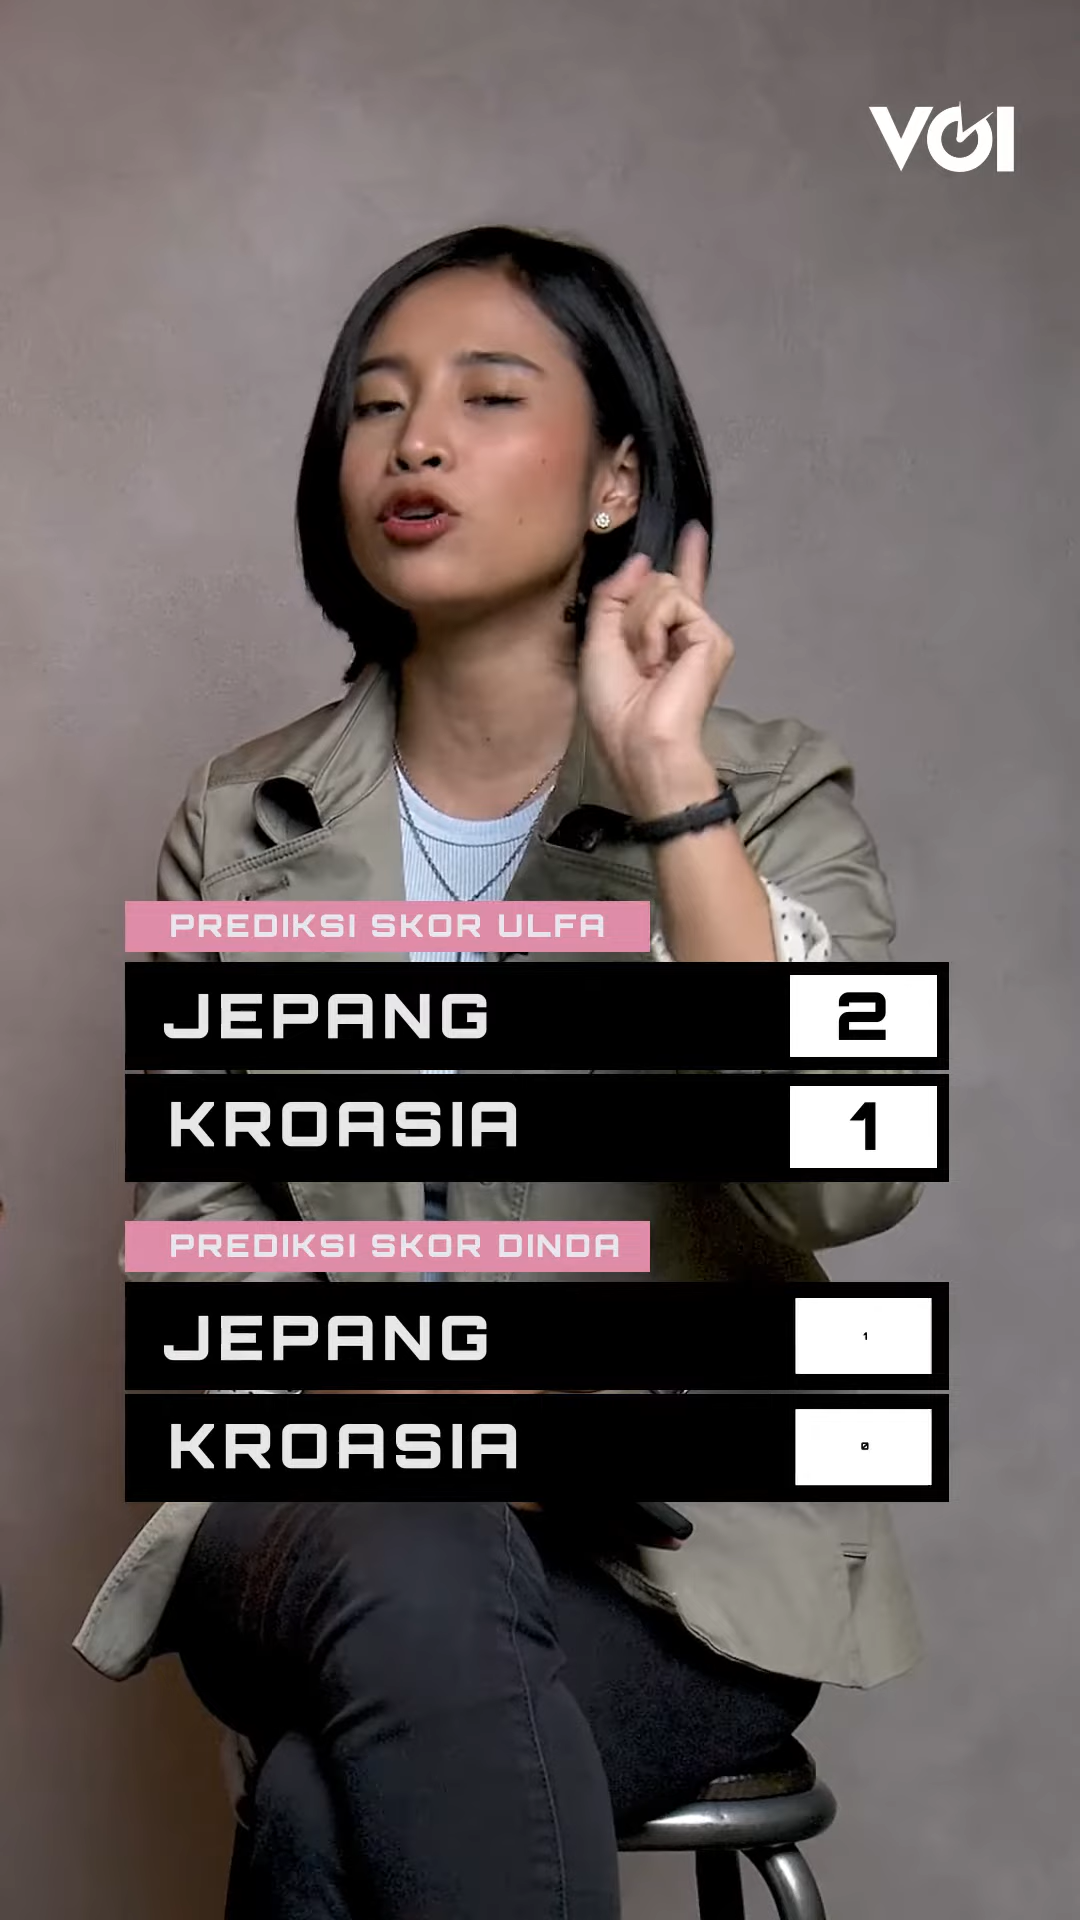 VOI
PREDIKSI SKOR ULFA
JEPANG 2
KROASIA 1
PREDIKSI SKOR DINDA
JEPANG 1
KROASIA 0